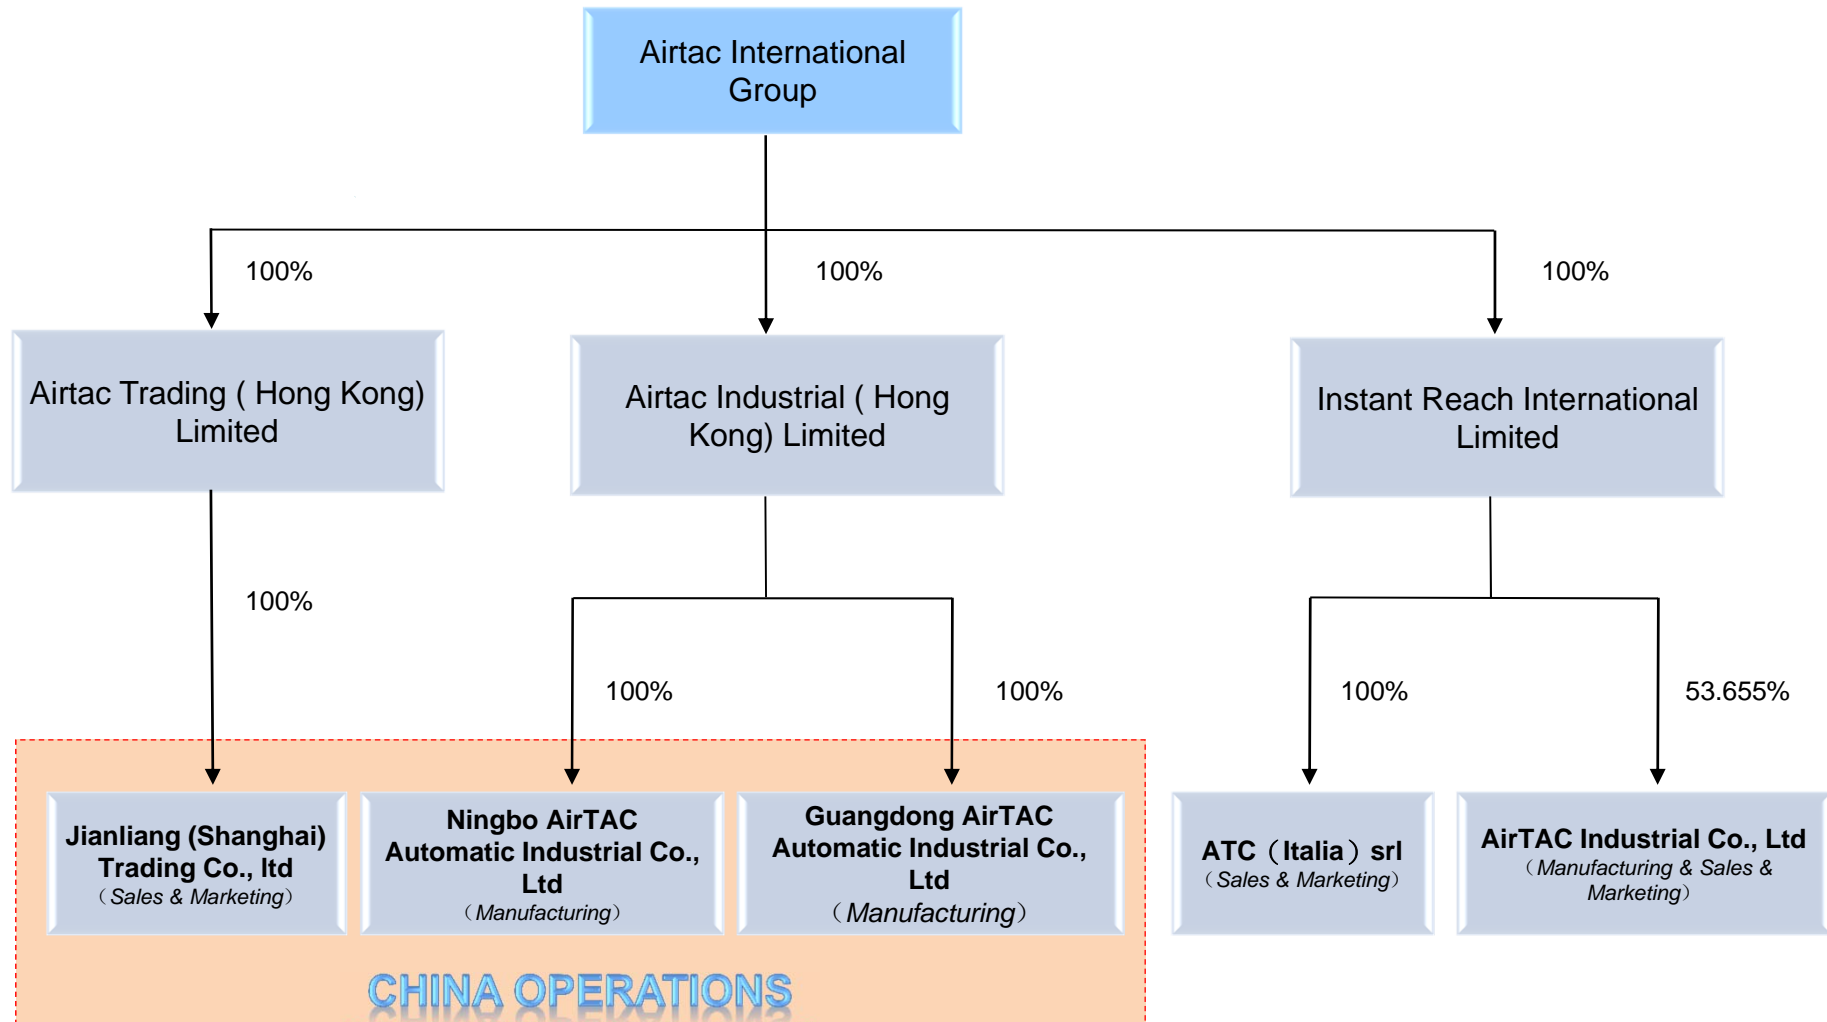 Airtac International
Group
100%
100%
100%
Airtac Trading ( Hong Kong)
Limited
Airtac Industrial ( Hong
Kong) Limited
Instant Reach International
Limited
100%
100%
100%
100%
53.655%
Jianliang (Shanghai)
Trading Co., ltd
（Sales & Marketing）
Ningbo AirTAC
Automatic Industrial Co.,
Ltd
（Manufacturing）
Guangdong AirTAC
Automatic Industrial Co.,
Ltd
（Manufacturing）
ATC（Italia）srl
（Sales & Marketing）
AirTAC Industrial Co., Ltd
（Manufacturing & Sales &
Marketing）
CHINA OPERATIONS